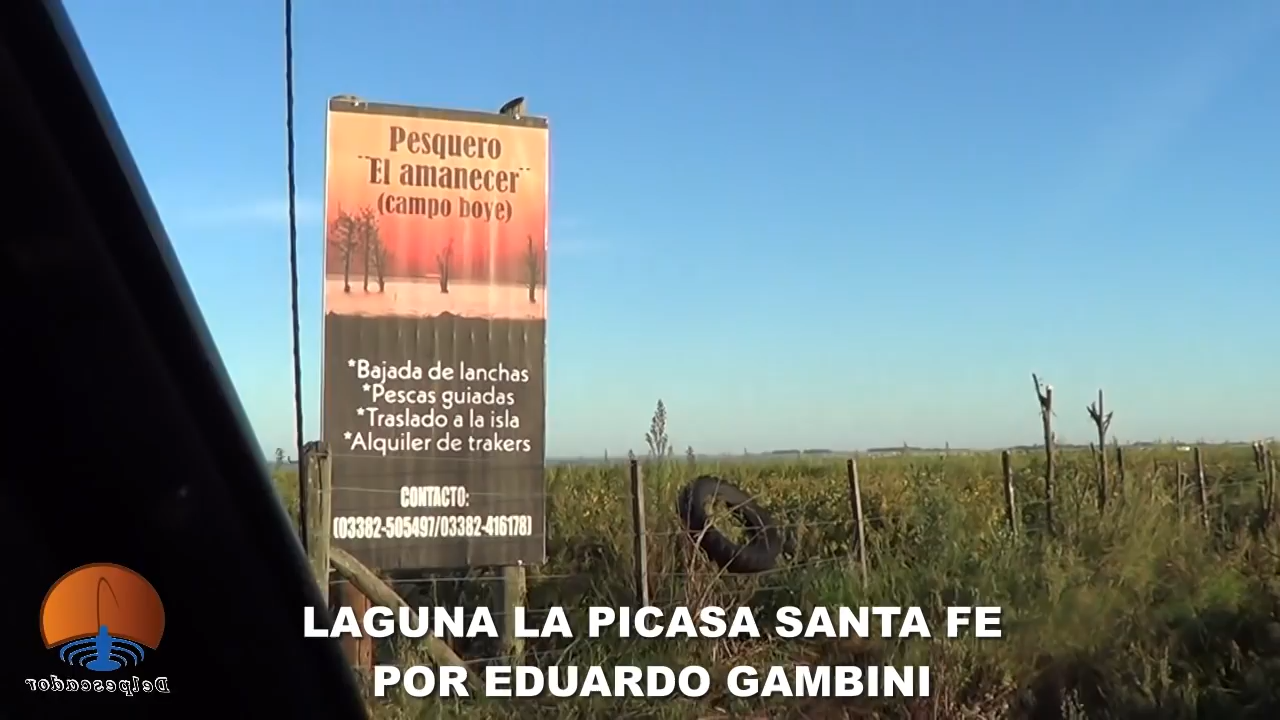 Pesquero
¨El amanecer¨
(campo boye)
*Bajada de lanchas
*Pescas guiadas
*Traslado a la isla
*Alquiler de trakers
CONTACTO:
(03382-505497/03382-416178)
LAGUNA LA PICASA SANTA FE
POR EDUARDO GAMBINI
Delpescador